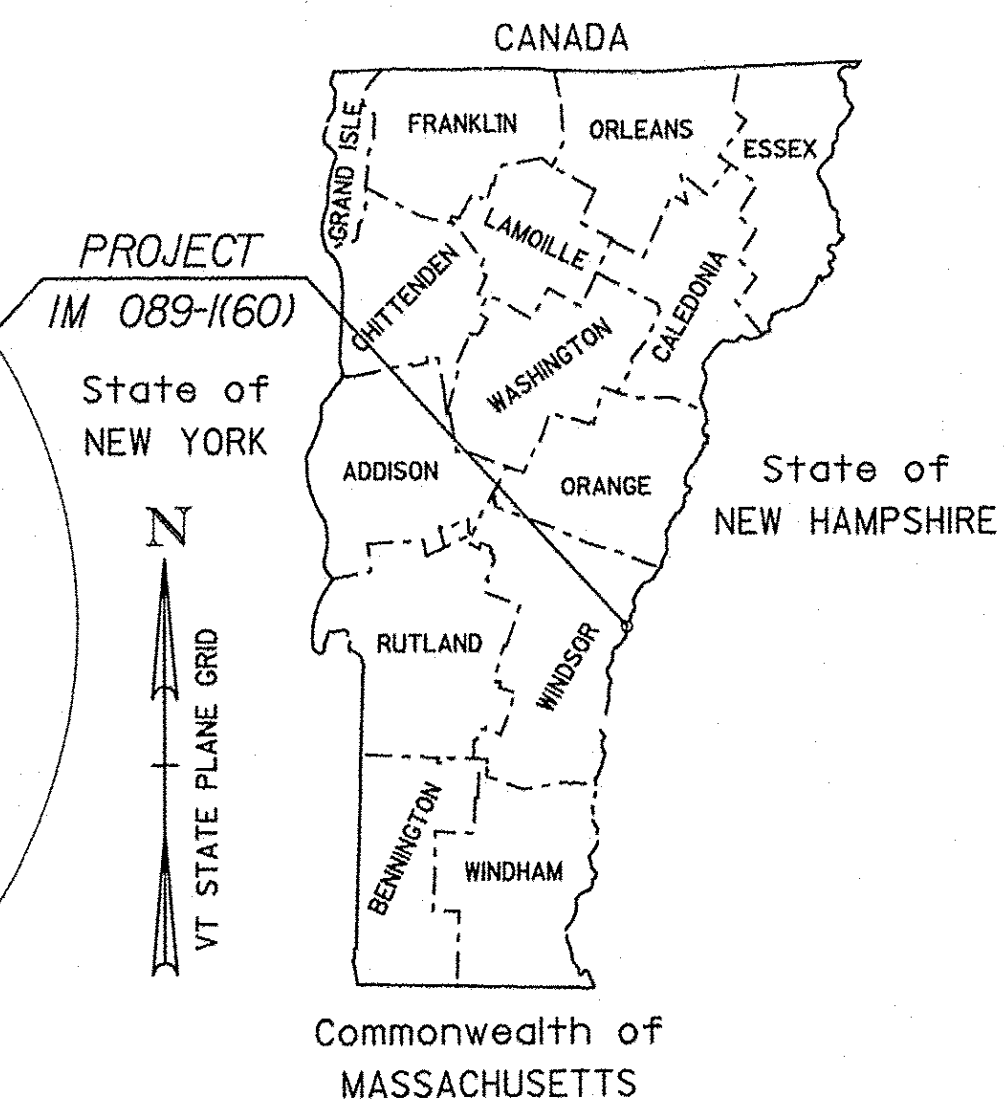 CANADA
FRANKLIN
ORLEANS
ESSEX
GRAND ISLE
LAMOILLE
PROJECT
IM 089-1(60)
CHITTENDEN
CALEDONIA
WASHINGTON
State of
NEW YORK
ADDISON
ORANGE
State of
NEW HAMPSHIRE
N
RUTLAND
WINDSOR
VT STATE PLANE GRID
BENNINGTON
WINDHAM
Commonwealth of
MASSACHUSETTS